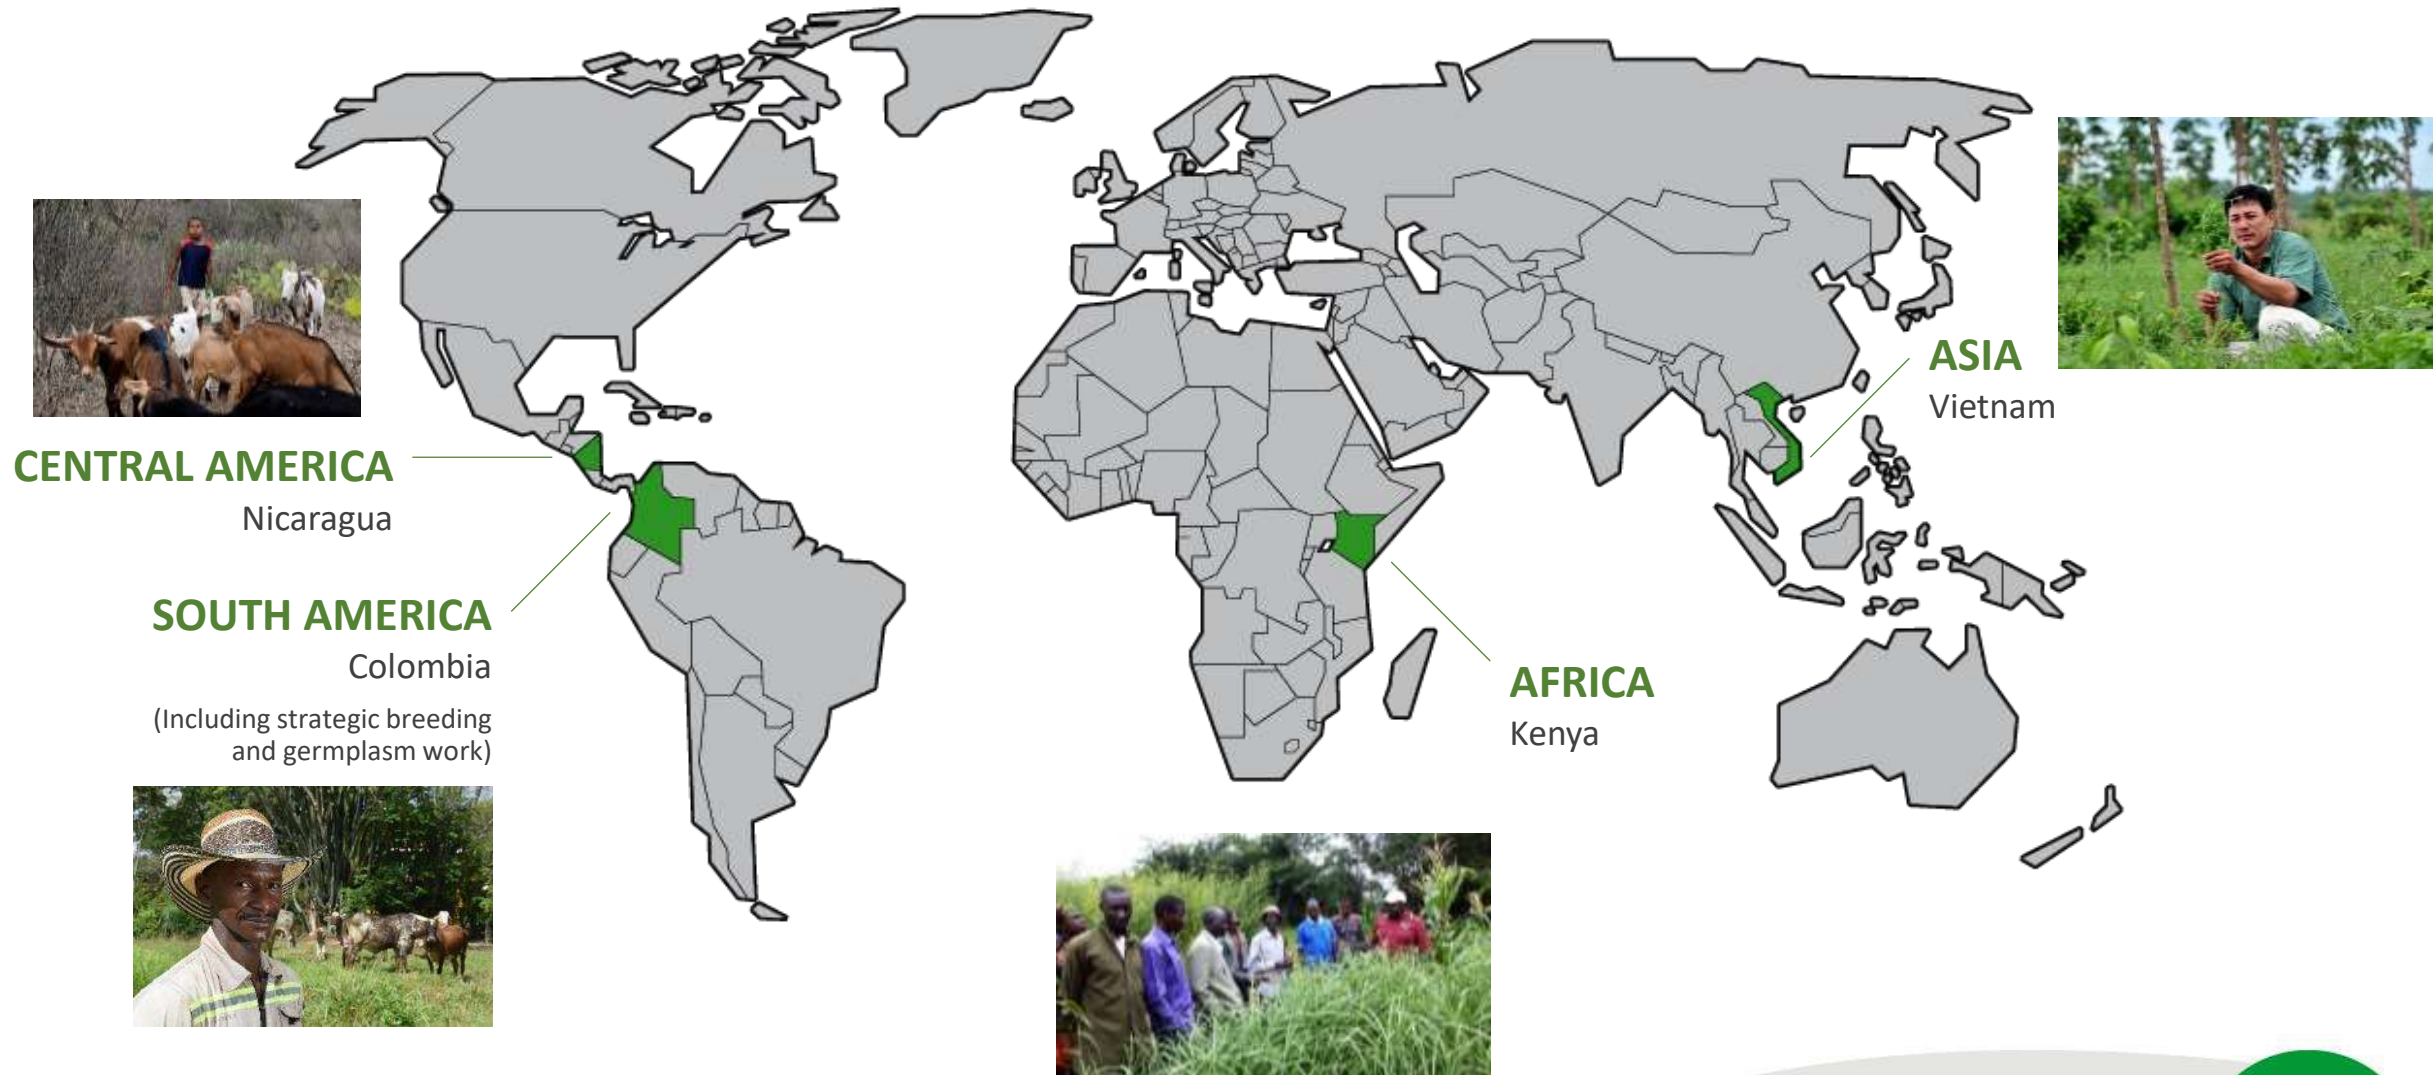 CENTRAL AMERICA
Nicaragua
SOUTH AMERICA
Colombia
(Including strategic breeding
and germplasm work)
ASIA
Vietnam
AFRICA
Kenya